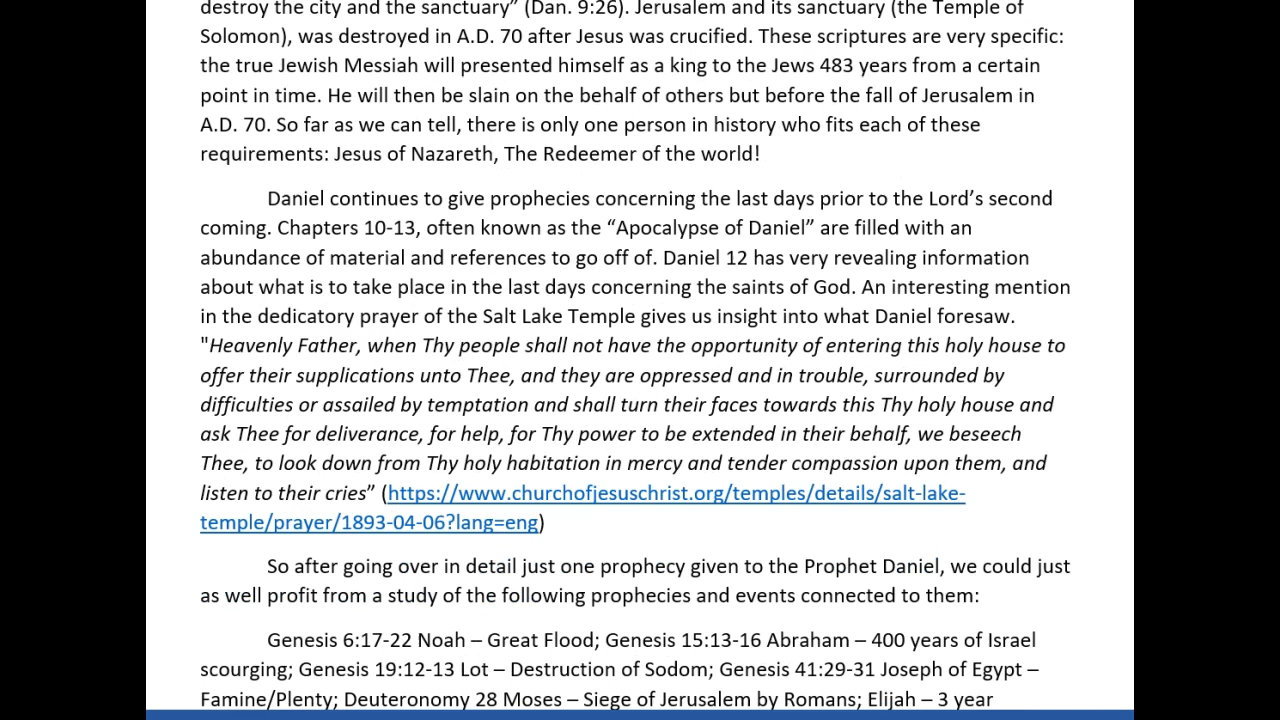 destroy the city and the sanctuary” (Dan. 9:26). Jerusalem and its sanctuary (the Temple of
Solomon), was destroyed in A.D. 70 after Jesus was crucified. These scriptures are very specific:
the true Jewish Messiah will presented himself as a king to the Jews 483 years from a certain
point in time. He will then be slain on the behalf of others but before the fall of Jerusalem in
A.D. 70. So far as we can tell, there is only one person in history who fits each of these
requirements: Jesus of Nazareth, The Redeemer of the world!
Daniel continues to give prophecies concerning the last days prior to the Lord’s second
coming. Chapters 10-13, often known as the “Apocalypse of Daniel” are filled with an
abundance of material and references to go off of. Daniel 12 has very revealing information
about what is to take place in the last days concerning the saints of God. An interesting mention
in the dedicatory prayer of the Salt Lake Temple gives us insight into what Daniel foresaw.
"Heavenly Father, when Thy people shall not have the opportunity of entering this holy house to
offer their supplications unto Thee, and they are oppressed and in trouble, surrounded by
difficulties or assailed by temptation and shall turn their faces towards this Thy holy house and
ask Thee for deliverance, for help, for Thy power to be extended in their behalf, we beseech
Thee, to look down from Thy holy habitation in mercy and tender compassion upon them, and
listen to their cries” (https://www.churchofjesuschrist.org/temples/details/salt-lake-
temple/prayer/1893-04-06?lang=eng)
So after going over in detail just one prophecy given to the Prophet Daniel, we could just
as well profit from a study of the following prophecies and events connected to them:
Genesis 6:17-22 Noah – Great Flood; Genesis 15:13-16 Abraham – 400 years of Israel
scourging; Genesis 19:12-13 Lot – Destruction of Sodom; Genesis 41:29-31 Joseph of Egypt –
Famine/Plenty; Deuteronomy 28 Moses – Siege of Jerusalem by Romans; Elijah – 3 year